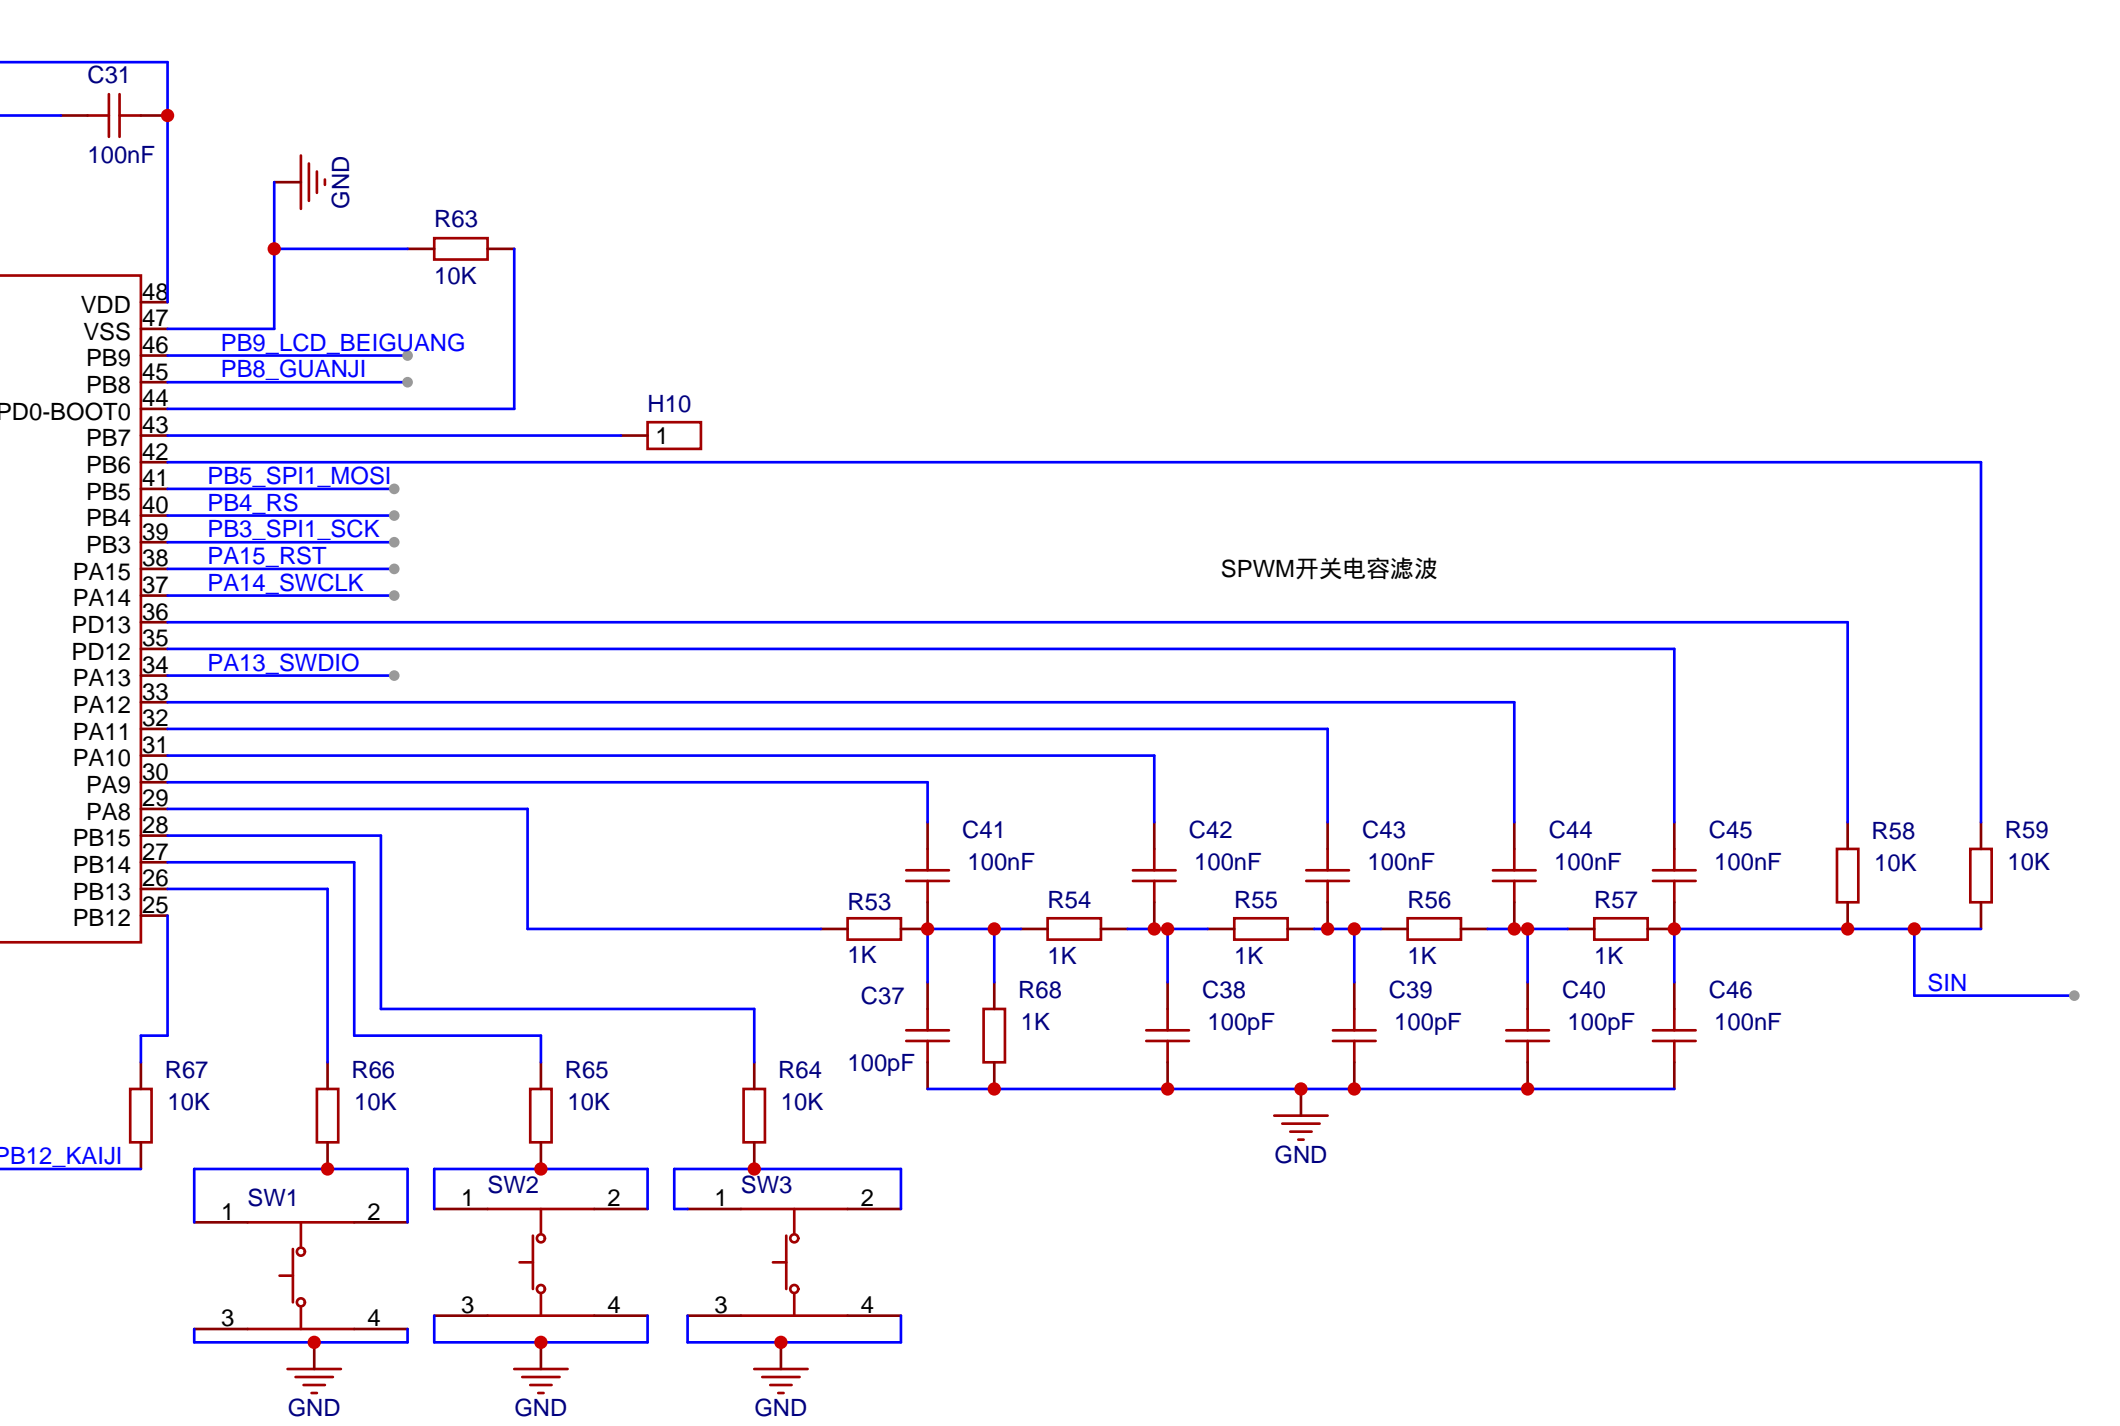 C31
100nF
GND
R63
10K
VDD 48
VSS 47
PB9 46 PB9_LCD_BEIGUANG
PB8 45 PB8_GUANJI
PD0-BOOT0 44
PB7 43
H10
1
PB6 42
PB5 41 PB5_SPI1_MOSI
PB4 40 PB4_RS
PB3 39 PB3_SPI1_SCK
PA15 38 PA15_RST
PA14 37 PA14_SWCLK
PD13 36
PD12 35
PA13 34 PA13_SWDIO
PA12 33
PA11 32
PA10 31
PA9 30
PA8 29
PB15 28
PB14 27
PB13 26
PB12 25
SPWM开关电容滤波
C41 C42 C43 C44 C45 R58 R59
100nF 100nF 100nF 100nF 100nF 10K 10K
R53 R54 R55 R56 R57
1K 1K 1K 1K 1K
C37 R68 C38 C39 C40 C46 SIN
1K 100pF 100pF 100pF 100nF
100pF
GND
R67 R66 R65 R64
10K 10K 10K 10K
PB12_KAIJI
SW1 SW2 SW3
1 2 1 2 1 2
3 4 3 4 3 4
GND GND GND